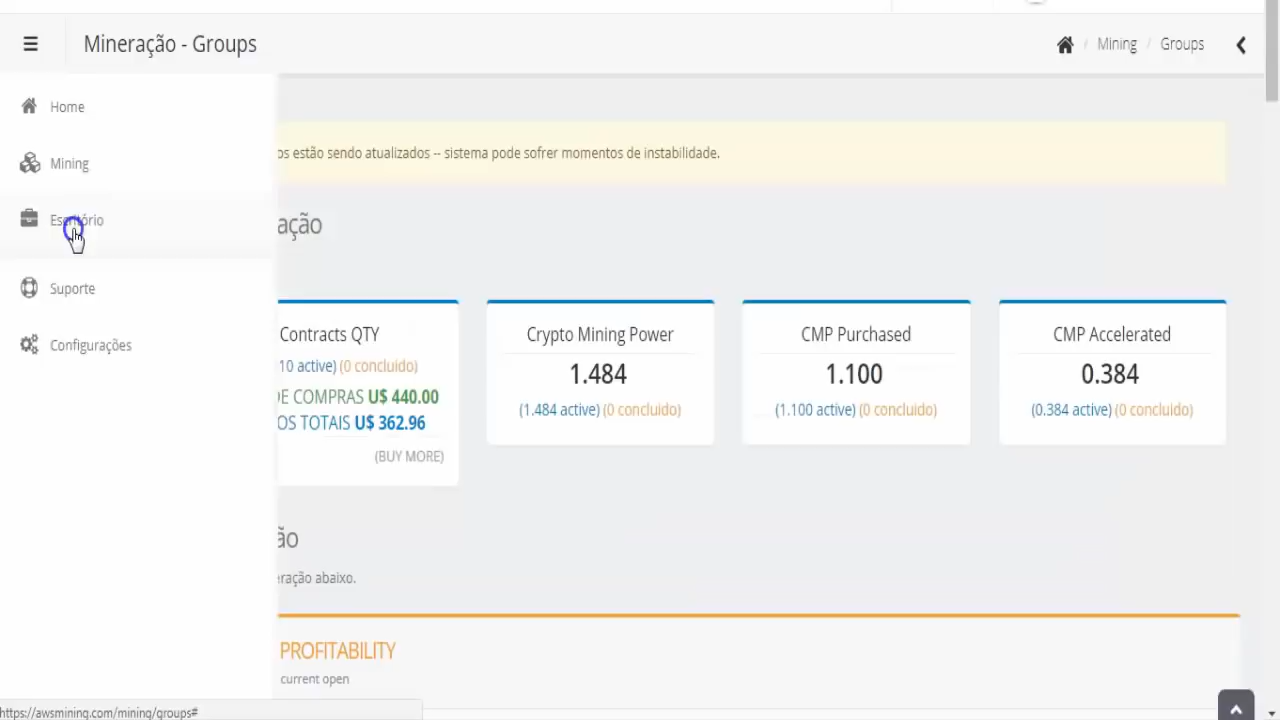 Mineração - Groups
Mining / Groups
Home
Mining
Escritório
Suporte
Configurações
os estão sendo atualizados -- sistema pode sofrer momentos de instabilidade.
ação
Contracts QTY
10 active) (0 concluido)
DE COMPRAS U$ 440.00
OS TOTAIS U$ 362.96
(BUY MORE)
Crypto Mining Power
1.484
(1.484 active) (0 concluido)
CMP Purchased
1.100
(1.100 active) (0 concluido)
CMP Accelerated
0.384
(0.384 active) (0 concluido)
ão
eração abaixo.
PROFITABILITY
current open
https://awsmining.com/mining/groups#